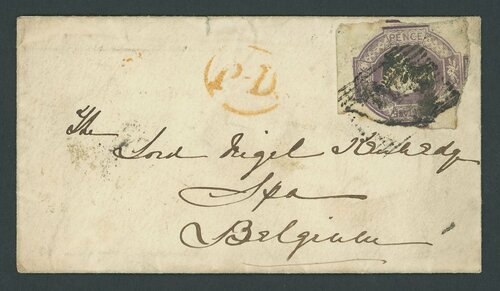 PENCE
P.D.
The
Lord Nigel Kennedy
Spa
Belgium